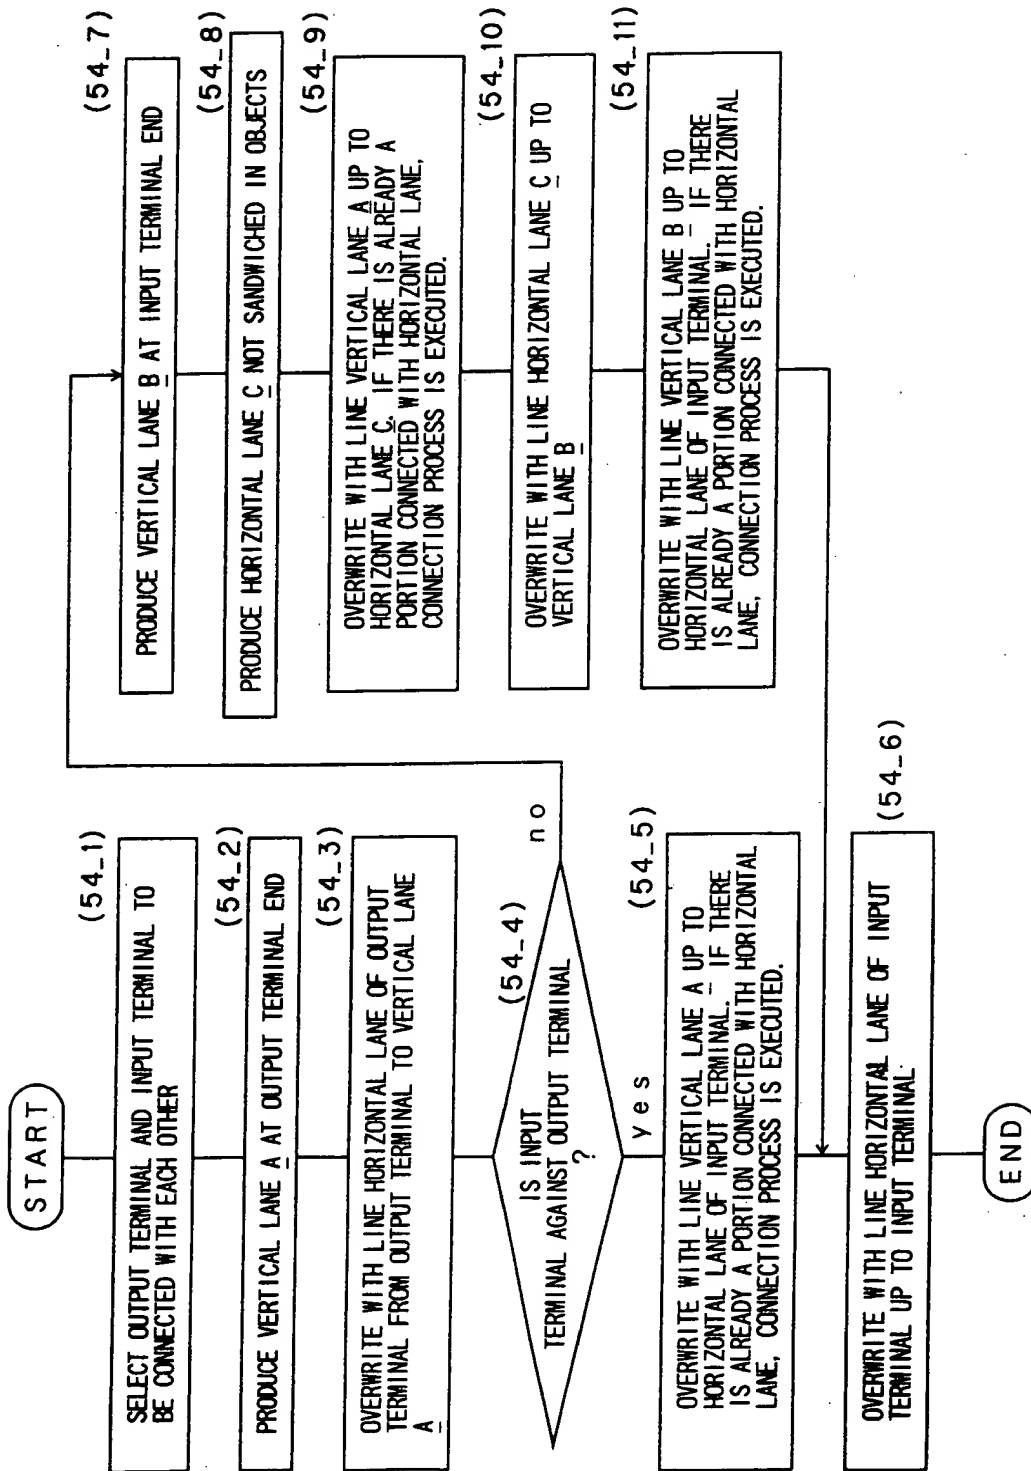 START
(54_1)
SELECT OUTPUT TERMINAL AND INPUT TERMINAL TO
BE CONNECTED WITH EACH OTHER
(54_2)
PRODUCE VERTICAL LANE A AT OUTPUT TERMINAL END
(54_3)
OVERWRITE WITH LINE HORIZONTAL LANE OF OUTPUT
TERMINAL FROM OUTPUT TERMINAL TO VERTICAL LANE
A
(54_4)
IS INPUT
TERMINAL AGAINST OUTPUT TERMINAL
?
no
yes
(54_5)
OVERWRITE WITH LINE VERTICAL LANE A UP TO
HORIZONTAL LANE OF INPUT TERMINAL. IF THERE
IS ALREADY A PORTION CONNECTED WITH HORIZONTAL
LANE, CONNECTION PROCESS IS EXECUTED.
(54_6)
OVERWRITE WITH LINE HORIZONTAL LANE OF INPUT
TERMINAL UP TO INPUT TERMINAL
END
(54_7)
PRODUCE VERTICAL LANE B AT INPUT TERMINAL END
(54_8)
PRODUCE HORIZONTAL LANE C NOT SANDWICHED IN OBJECTS
(54_9)
OVERWRITE WITH LINE VERTICAL LANE A UP TO
HORIZONTAL LANE C. IF THERE IS ALREADY A
PORTION CONNECTED WITH HORIZONTAL LANE,
CONNECTION PROCESS IS EXECUTED.
(54_10)
OVERWRITE WITH LINE HORIZONTAL LANE C UP TO
VERTICAL LANE B
(54_11)
OVERWRITE WITH LINE VERTICAL LANE B UP TO
HORIZONTAL LANE OF INPUT TERMINAL. IF THERE
IS ALREADY A PORTION CONNECTED WITH HORIZONTAL
LANE, CONNECTION PROCESS IS EXECUTED.